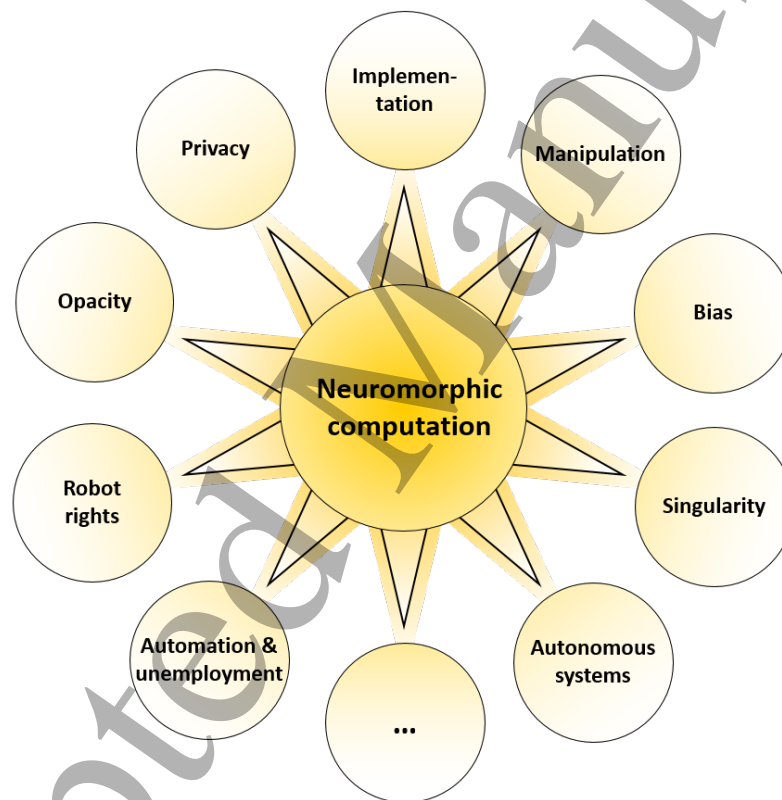 Implemen-
tation
Manipulation
Privacy
Bias
Opacity
Neuromorphic
computation
Singularity
Robot
rights
Autonomous
systems
Automation &
unemployment
...